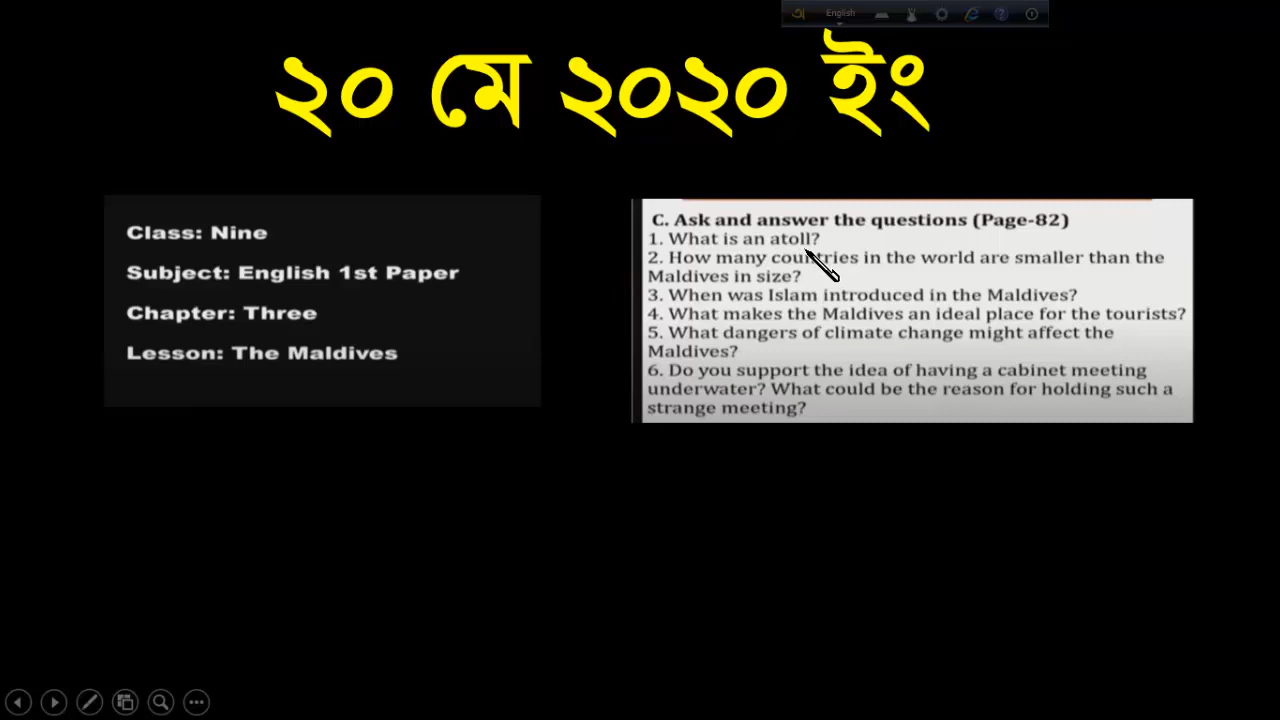 English
২০ মে ২০২০ ইং
Class: Nine
Subject: English 1st Paper
Chapter: Three
Lesson: The Maldives
C. Ask and answer the questions (Page-82)
1. What is an atoll?
2. How many countries in the world are smaller than the
Maldives in size?
3. When was Islam introduced in the Maldives?
4. What makes the Maldives an ideal place for the tourists?
5. What dangers of climate change might affect the
Maldives?
6. Do you support the idea of having a cabinet meeting
underwater? What could be the reason for holding such a
strange meeting?